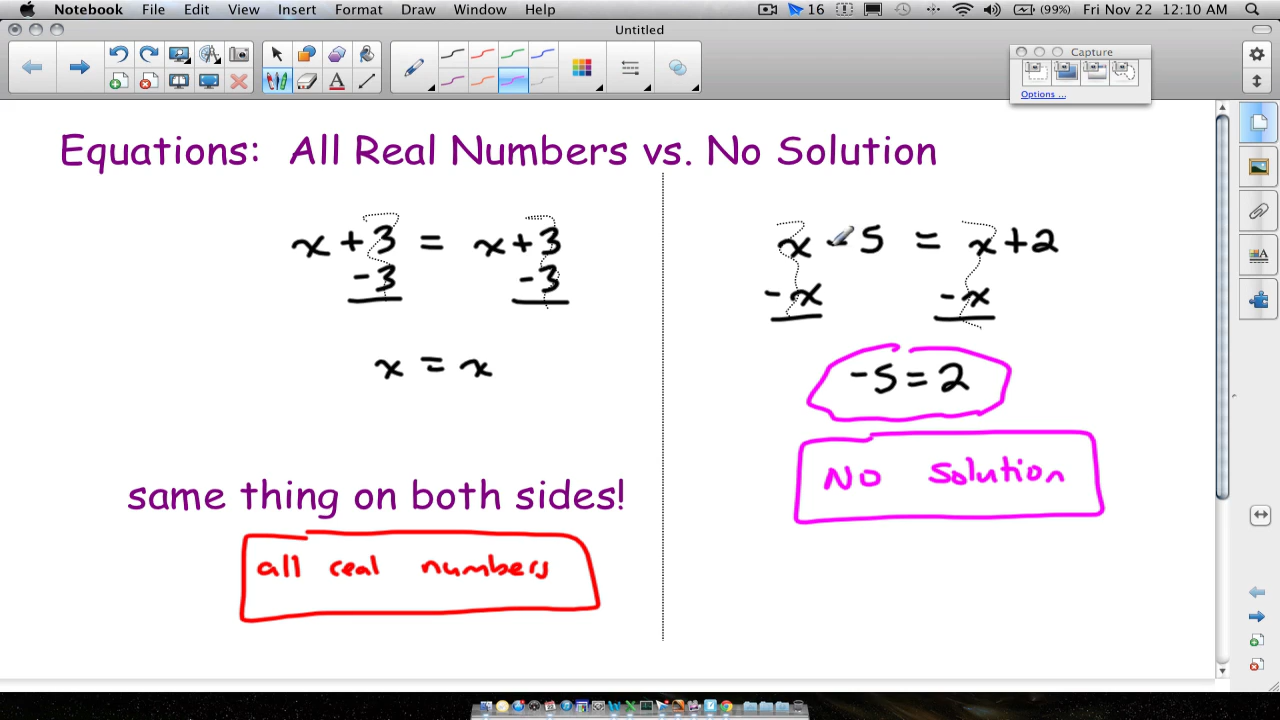 Notebook File Edit View Insert Format Draw Window Help 16 (99%) Fri Nov 22 12:10 AM
Untitled
Capture
Options ...
Equations: All Real Numbers vs. No Solution
x + 3 = x + 3
-3 -3
x = x
same thing on both sides!
all real numbers
x - 5 = x + 2
-x -x
-5 = 2
No Solution